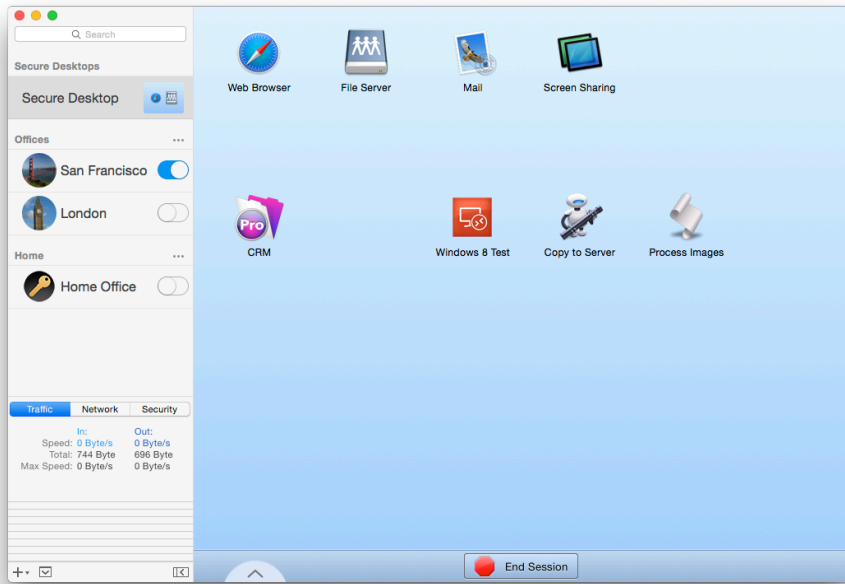 Search
Secure Desktops
Secure Desktop
Offices
San Francisco
London
Home
Home Office
Traffic Network Security
In: Out:
Speed: 0 Byte/s 0 Byte/s
Total: 744 Byte 696 Byte
Max Speed: 0 Byte/s 0 Byte/s
Web Browser File Server Mail Screen Sharing
Pro
CRM Windows 8 Test Copy to Server Process Images
End Session